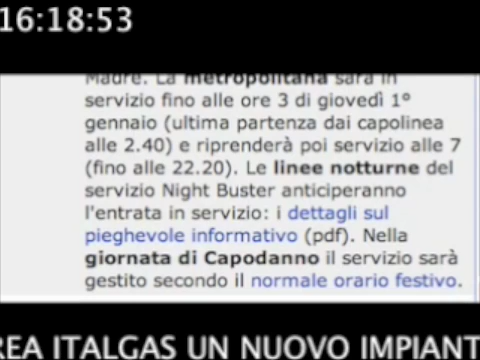 16:18:53
Madre. La metropolitana sarà in
servizio fino alle ore 3 di giovedì 1°
gennaio (ultima partenza dai capolinea
alle 2.40) e riprenderà poi servizio alle 7
(fino alle 22.20). Le linee notturne del
servizio Night Buster anticiperanno
l'entrata in servizio: i dettagli sul
pieghevole informativo (pdf). Nella
giornata di Capodanno il servizio sarà
gestito secondo il normale orario festivo.
REA ITALGAS UN NUOVO IMPIANT